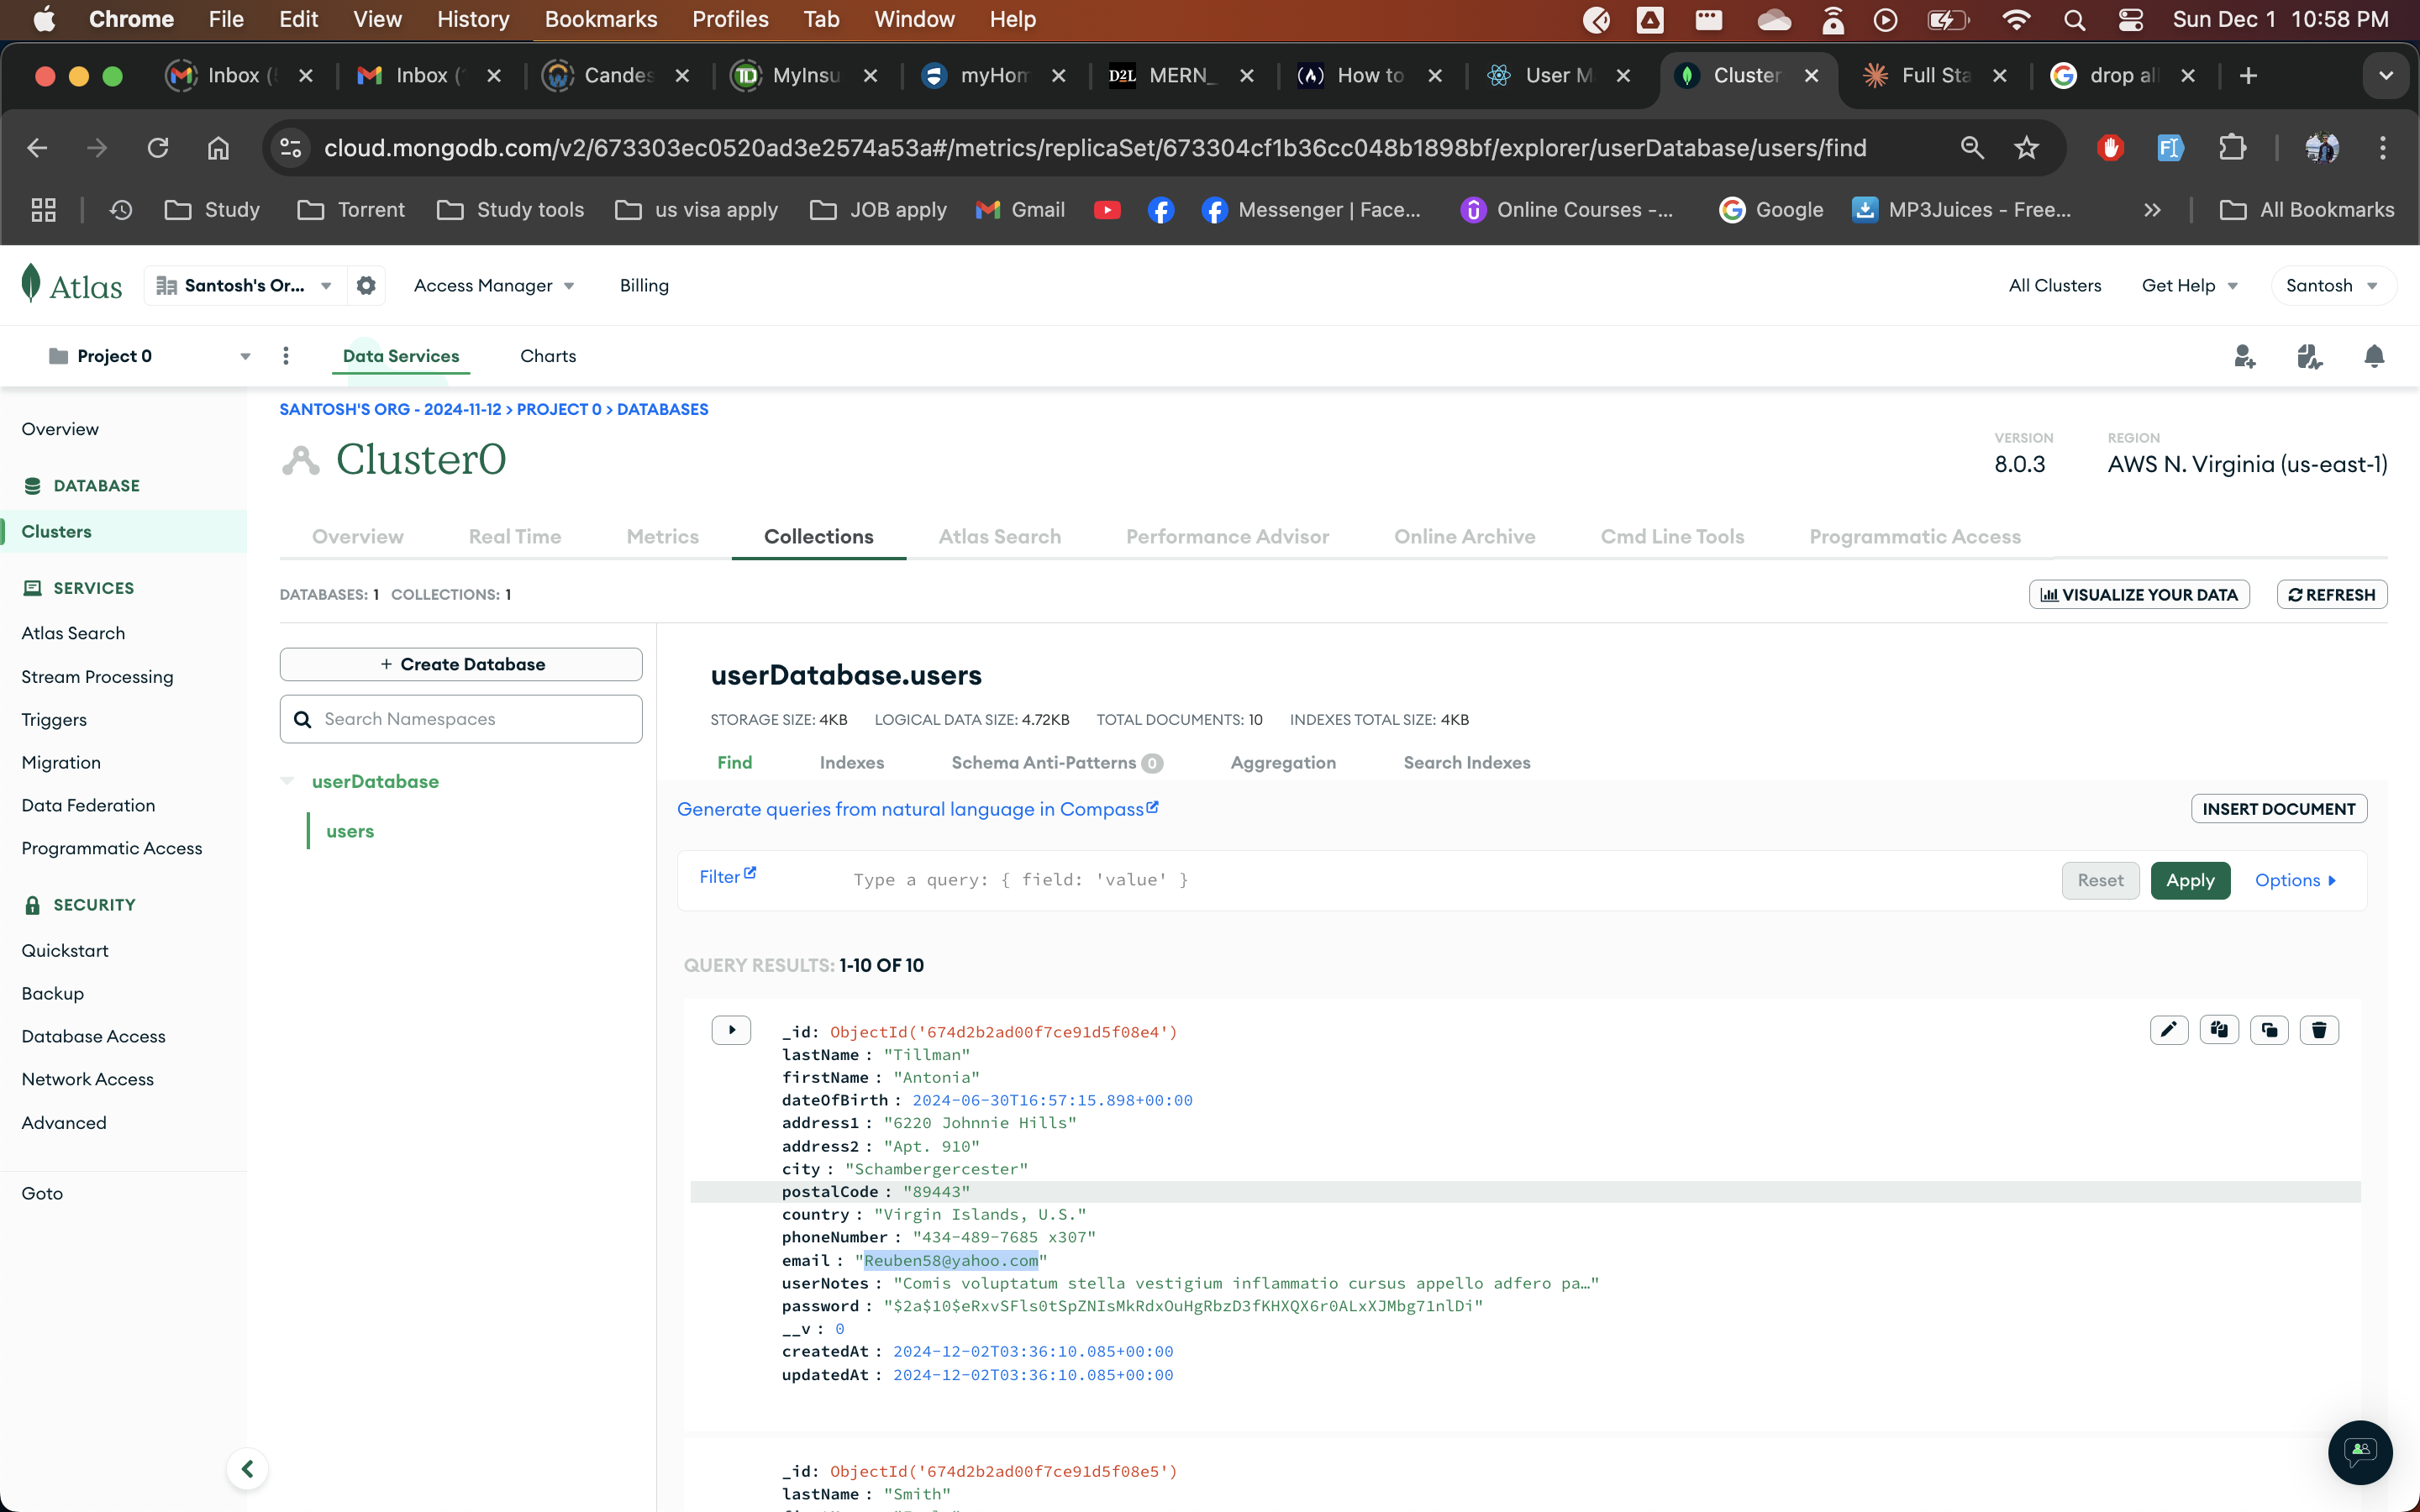 Chrome File Edit View History Bookmarks Profiles Tab Window Help Sun Dec 1 10:58 PM
Inbox ( Inbox ( Candes MyInsu myHom MERN_ How to User M Cluster Full Sta drop all
cloud.mongodb.com/v2/673303ec0520ad3e2574a53a#/metrics/replicaSet/673304cf1b36cc048b1898bf/explorer/userDatabase/users/find
Study Torrent Study tools us visa apply JOB apply Gmail Messenger | Face... Online Courses -... Google MP3Juices - Free... » All Bookmarks
Atlas Santosh's Or... Access Manager Billing All Clusters Get Help Santosh
Project 0 Data Services Charts
Overview
DATABASE
Clusters
SERVICES
Atlas Search
Stream Processing
Triggers
Migration
Data Federation
Programmatic Access
SECURITY
Quickstart
Backup
Database Access
Network Access
Advanced
Goto
SANTOSH'S ORG - 2024-11-12 > PROJECT 0 > DATABASES
Cluster0
VERSION
8.0.3
REGION
AWS N. Virginia (us-east-1)
Overview Real Time Metrics Collections Atlas Search Performance Advisor Online Archive Cmd Line Tools Programmatic Access
DATABASES: 1 COLLECTIONS: 1 VISUALIZE YOUR DATA REFRESH
+ Create Database
Search Namespaces
userDatabase
users
userDatabase.users
STORAGE SIZE: 4KB LOGICAL DATA SIZE: 4.72KB TOTAL DOCUMENTS: 10 INDEXES TOTAL SIZE: 4KB
Find Indexes Schema Anti-Patterns 0 Aggregation Search Indexes
Generate queries from natural language in Compass INSERT DOCUMENT
Filter Type a query: { field: 'value' } Reset Apply Options
QUERY RESULTS: 1-10 OF 10
_id: ObjectId('674d2b2ad00f7ce91d5f08e4')
lastName : "Tillman"
firstName : "Antonia"
dateOfBirth : 2024-06-30T16:57:15.898+00:00
address1 : "6220 Johnnie Hills"
address2 : "Apt. 910"
city : "Schambergercester"
postalCode : "89443"
country : "Virgin Islands, U.S."
phoneNumber : "434-489-7685 x307"
email : "Reuben58@yahoo.com"
userNotes : "Comis voluptatum stella vestigium inflammatio cursus appello adfero pa…"
password : "$2a$10$eRxvSFls0tSpZNIsMkRdxOuHgRbzD3fKHXQX6r0ALxXJMbg71nlDi"
__v : 0
createdAt : 2024-12-02T03:36:10.085+00:00
updatedAt : 2024-12-02T03:36:10.085+00:00
_id: ObjectId('674d2b2ad00f7ce91d5f08e5')
lastName : "Smith"